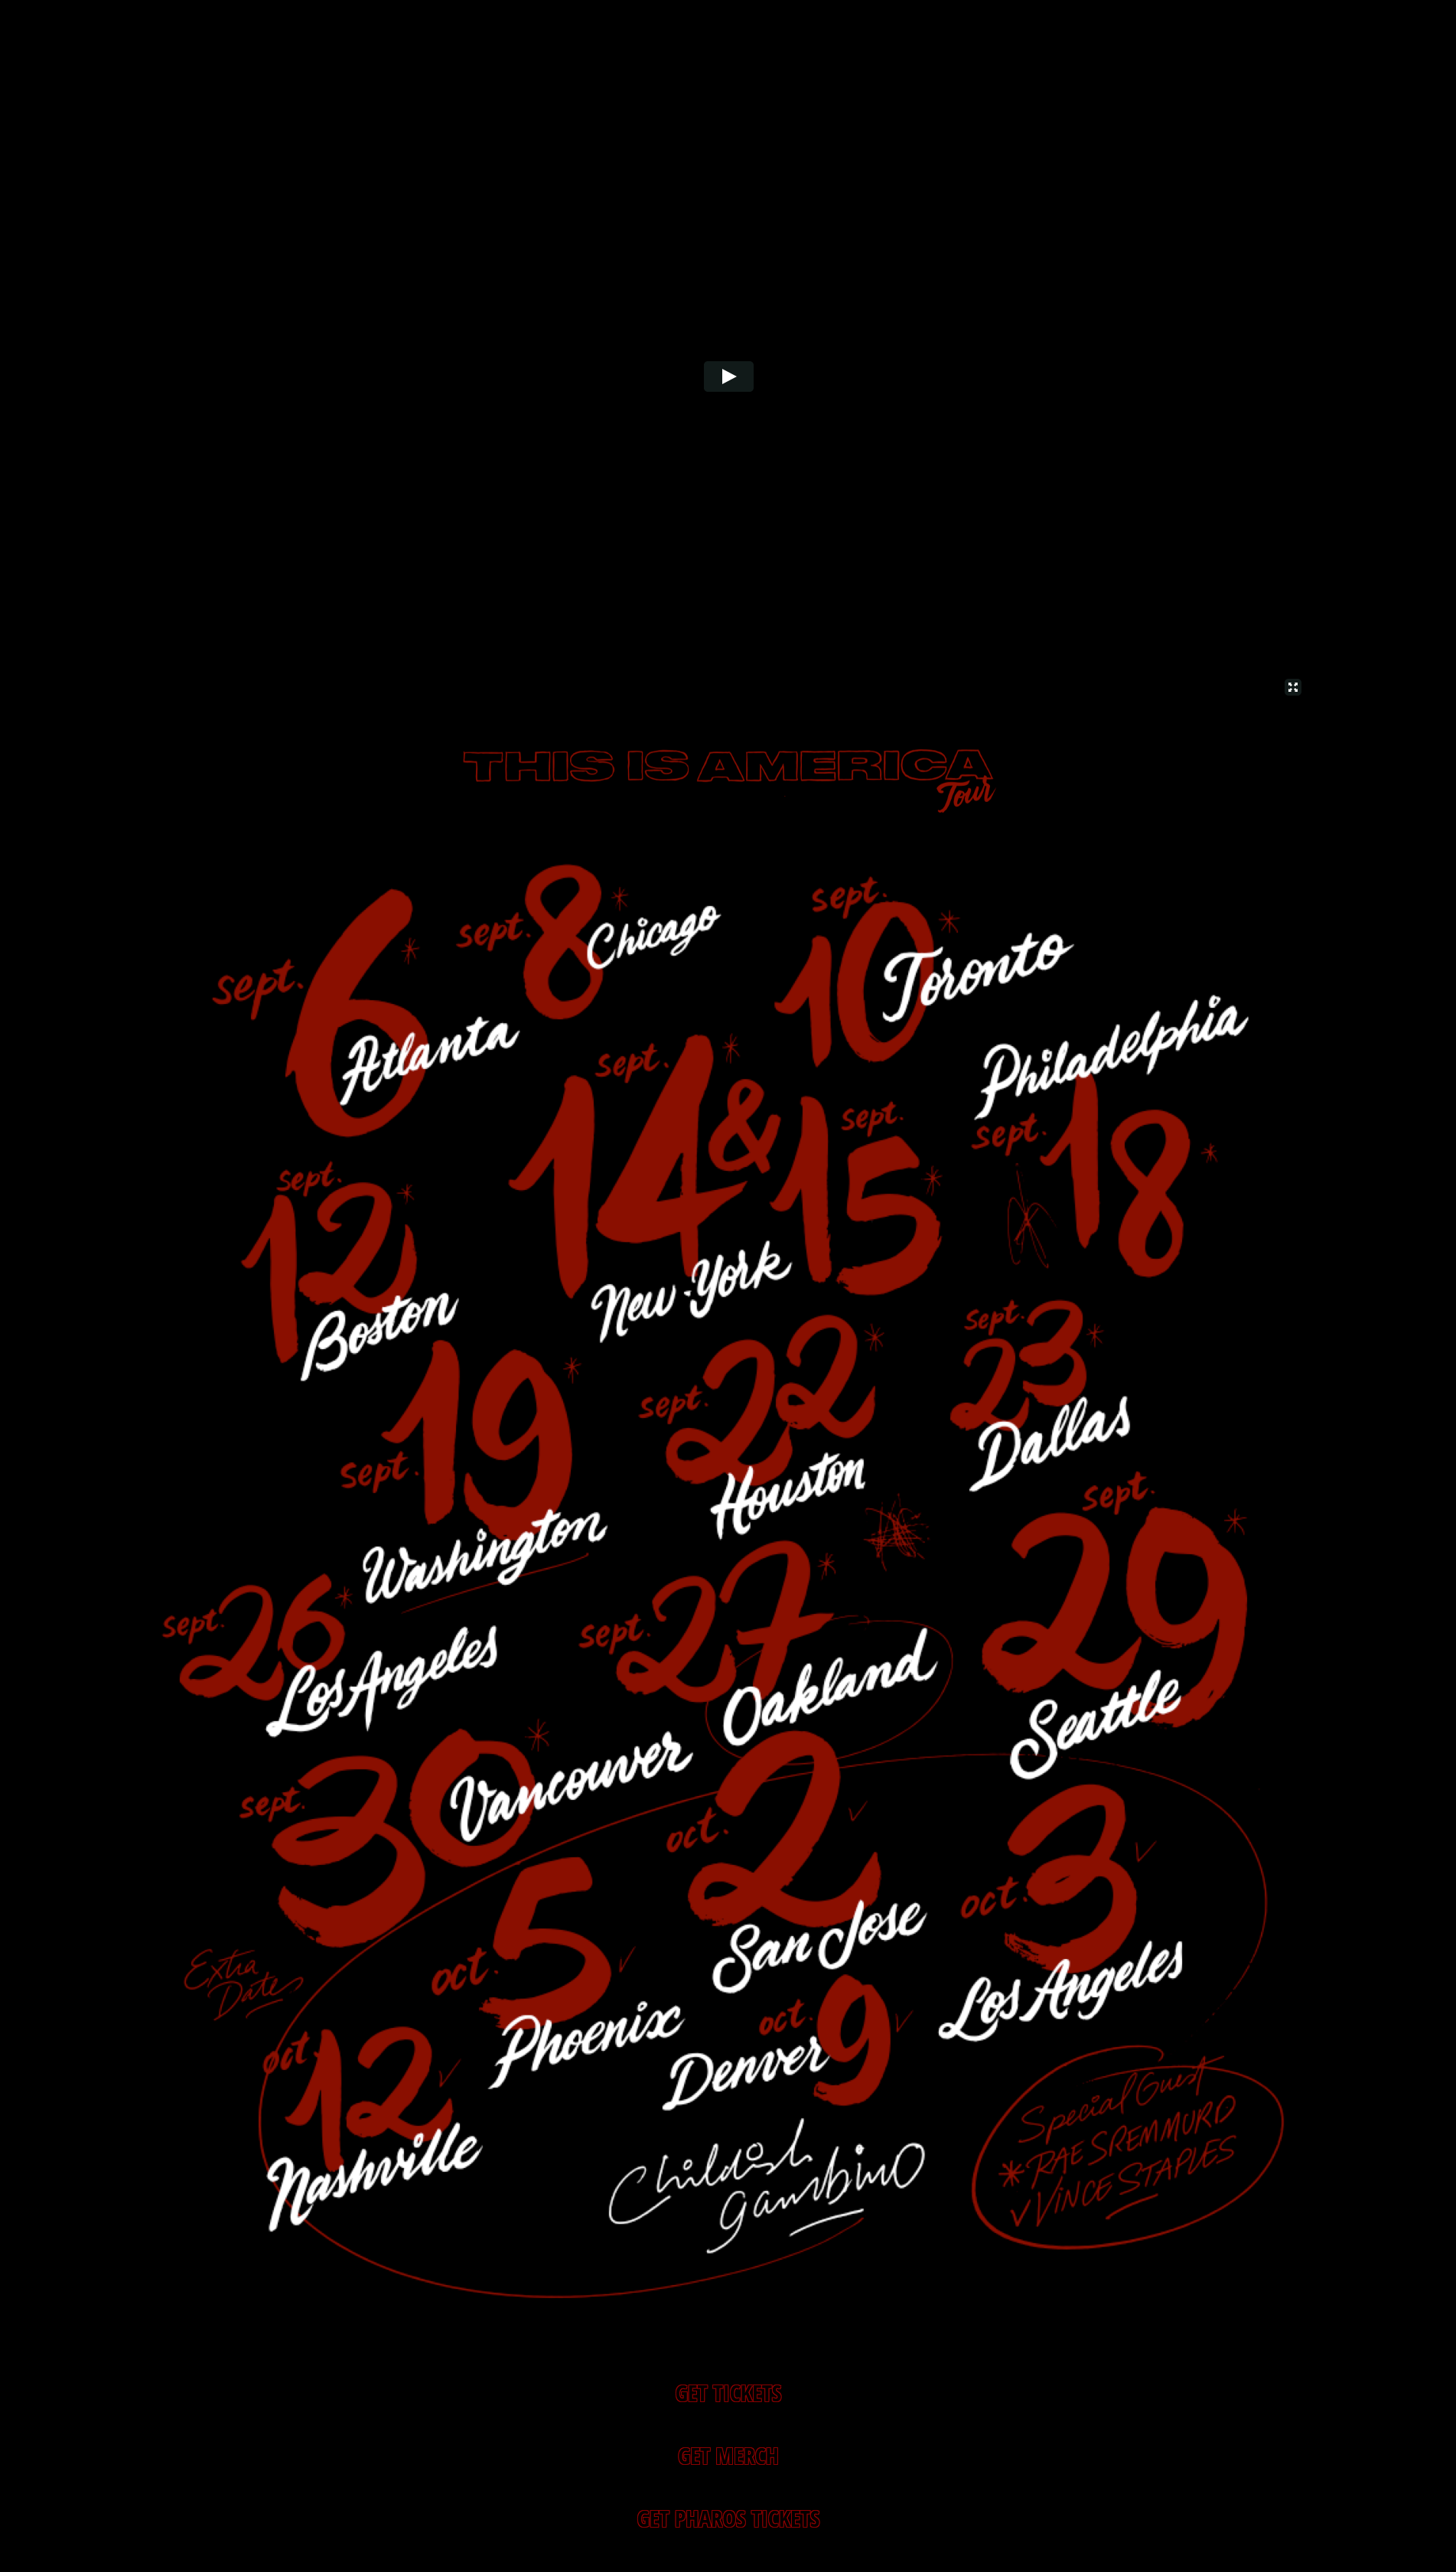 THIS IS AMERICA
Tour
sept. 6 *
Atlanta
sept. 8 *
Chicago
sept. 10 *
Toronto
sept. 12 *
Boston
sept. 14 * & sept. 15 *
New York
Philadelphia
sept. 18 *
sept. 19 *
Washington
sept. 22 *
Houston
sept. 23 *
Dallas
sept. 26 *
Los Angeles
sept. 27 *
Oakland
sept. 29 *
Seattle
sept. 30 *
Vancouver
oct. 2 ✓
San Jose
oct. 3 ✓
Los Angeles
Extra
Date
oct. 5 ✓
Phoenix
oct. 9 ✓
Denver
oct. 12 ✓
Nashville
Childish
gambino
Special Guest
* RAE SREMMURD
✓ VINCE STAPLES
GET TICKETS
GET MERCH
GET PHAROS TICKETS